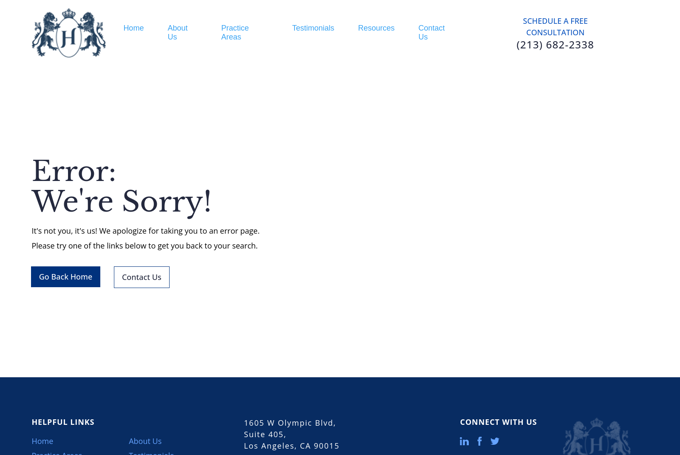 H
Home
About
Us
Practice
Areas
Testimonials
Resources
Contact
Us
SCHEDULE A FREE
CONSULTATION
(213) 682-2338
Error:
We're Sorry!
It's not you, it's us! We apologize for taking you to an error page.
Please try one of the links below to get you back to your search.
Go Back Home
Contact Us
HELPFUL LINKS
Home
About Us
Practice Areas
Testimonials
1605 W Olympic Blvd,
Suite 405,
Los Angeles, CA 90015
CONNECT WITH US
H